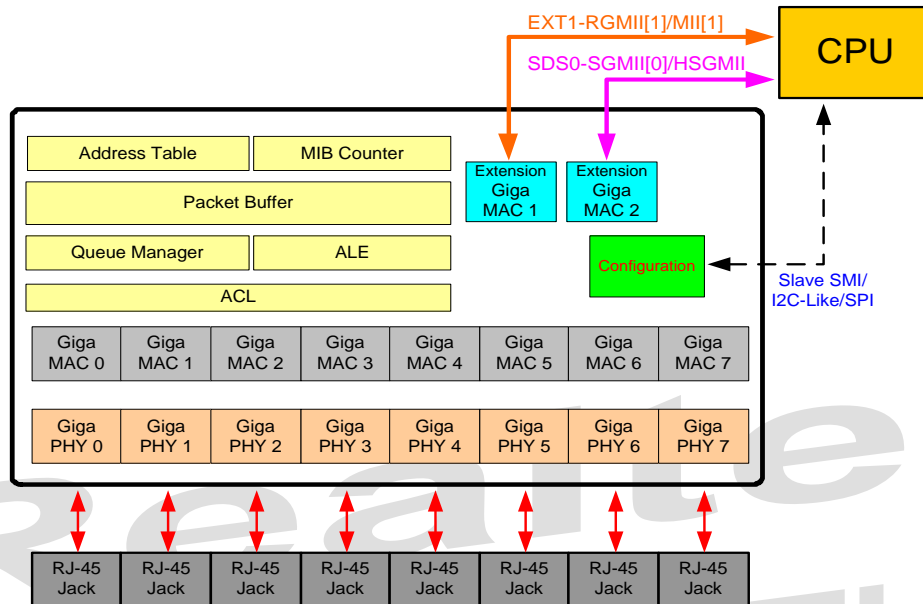 EXT1-RGMII[1]/MII[1]
SDS0-SGMII[0]/HSGMII
CPU
Address Table
MIB Counter
Packet Buffer
Queue Manager
ALE
ACL
Extension
Giga
MAC 1
Extension
Giga
MAC 2
Configuration
Slave SMI/
I2C-Like/SPI
Giga
MAC 0
Giga
MAC 1
Giga
MAC 2
Giga
MAC 3
Giga
MAC 4
Giga
MAC 5
Giga
MAC 6
Giga
MAC 7
Giga
PHY 0
Giga
PHY 1
Giga
PHY 2
Giga
PHY 3
Giga
PHY 4
Giga
PHY 5
Giga
PHY 6
Giga
PHY 7
RJ-45
Jack
RJ-45
Jack
RJ-45
Jack
RJ-45
Jack
RJ-45
Jack
RJ-45
Jack
RJ-45
Jack
RJ-45
Jack
Realte